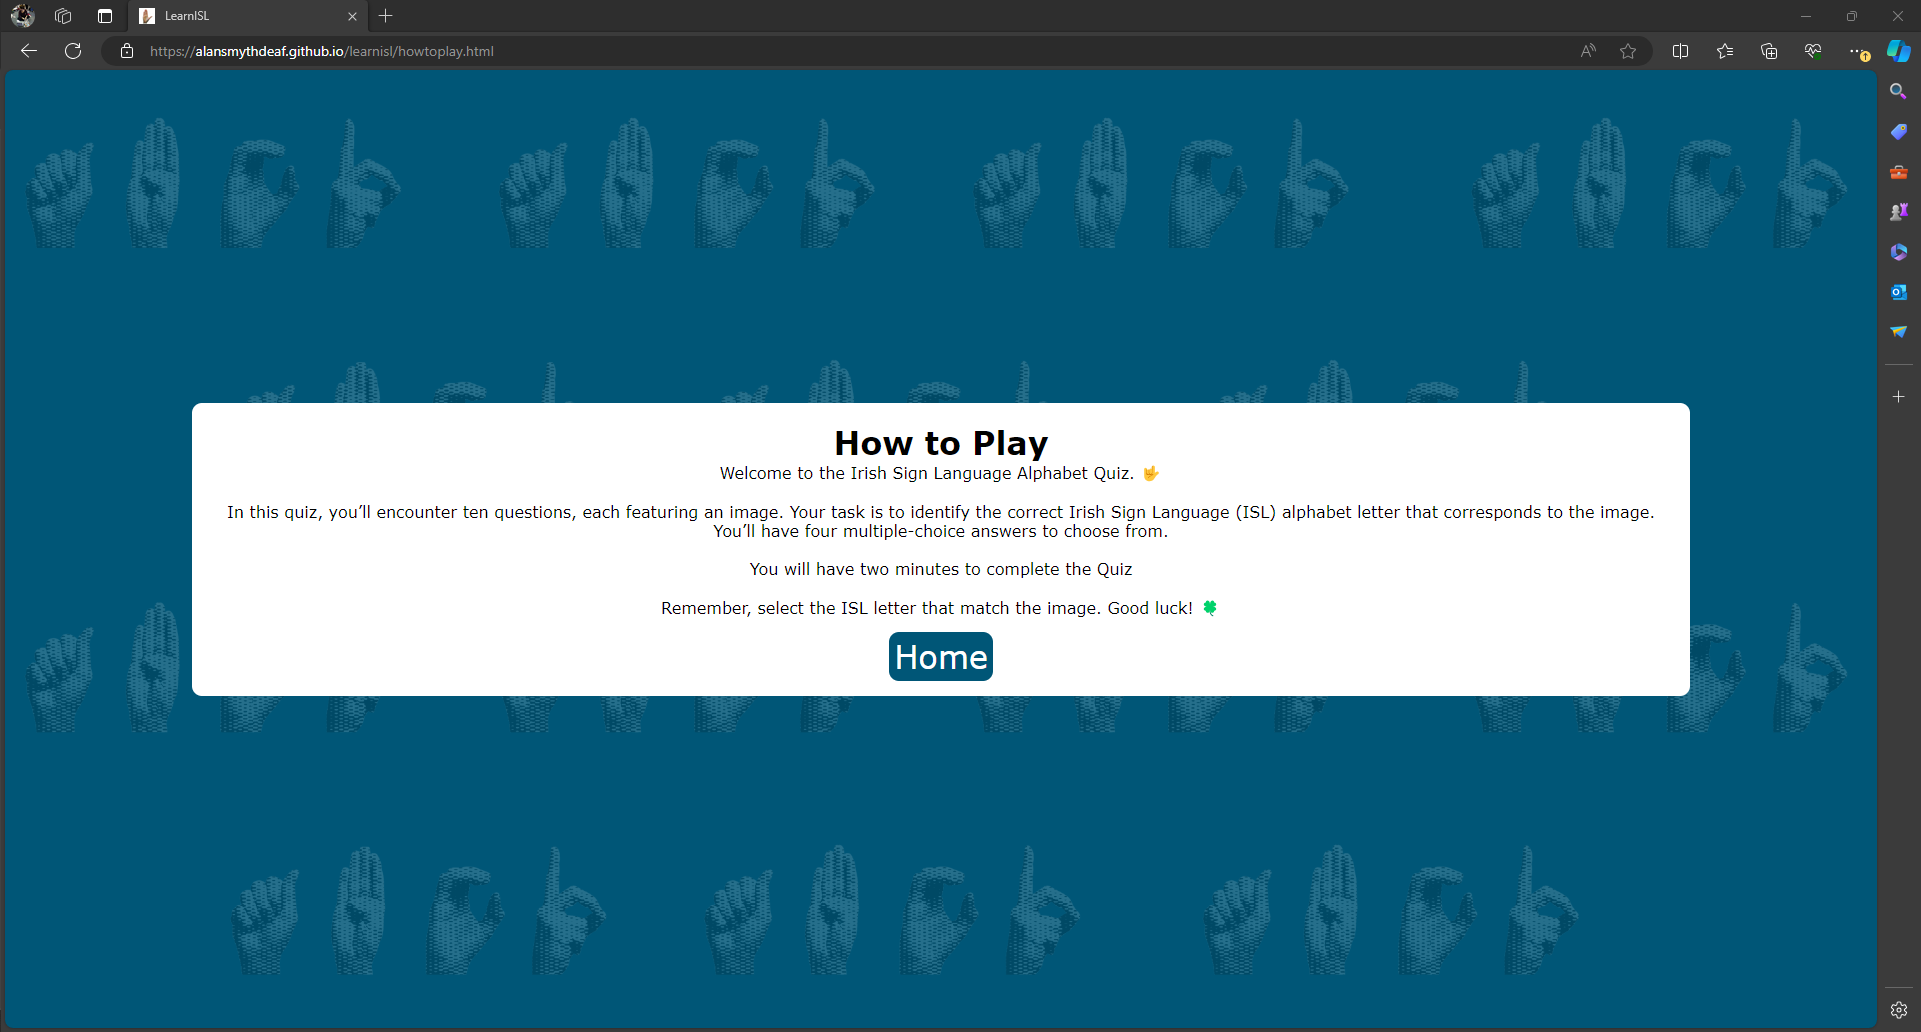 LearnISL
https://alansmythdeaf.github.io/learnisl/howtoplay.html
How to Play
Welcome to the Irish Sign Language Alphabet Quiz. 🤟
In this quiz, you’ll encounter ten questions, each featuring an image. Your task is to identify the correct Irish Sign Language (ISL) alphabet letter that corresponds to the image.
You’ll have four multiple-choice answers to choose from.
You will have two minutes to complete the Quiz
Remember, select the ISL letter that match the image. Good luck! 🍀
Home